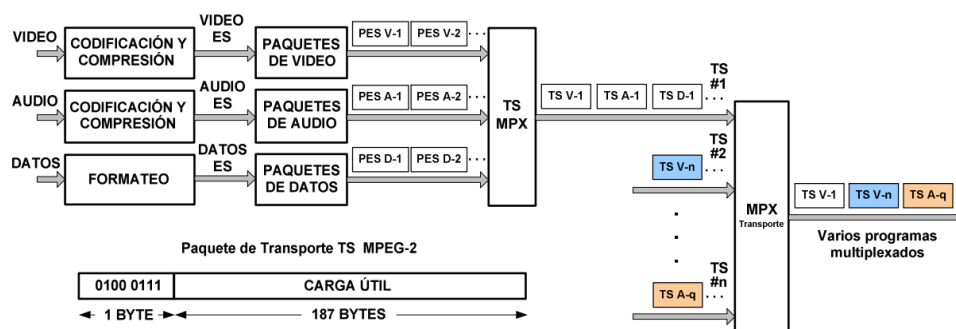 VIDEO
CODIFICACIÓN Y
COMPRESIÓN
VIDEO
ES
PAQUETES
DE VIDEO
PES V-1 PES V-2 ...
AUDIO
CODIFICACIÓN Y
COMPRESIÓN
AUDIO
ES
PAQUETES
DE AUDIO
PES A-1 PES A-2 ...
DATOS
FORMATEO
DATOS
ES
PAQUETES
DE DATOS
PES D-1 PES D-2 ...
TS
MPX
TS V-1 TS A-1 TS D-1 ...
TS
#1
TS
#2
TS V-n ...
TS
#n
TS A-q ...
MPX
Transporte
TS V-1 TS V-n TS A-q
Varios programas
multiplexados
Paquete de Transporte TS MPEG-2
0100 0111 CARGA ÚTIL
1 BYTE 187 BYTES